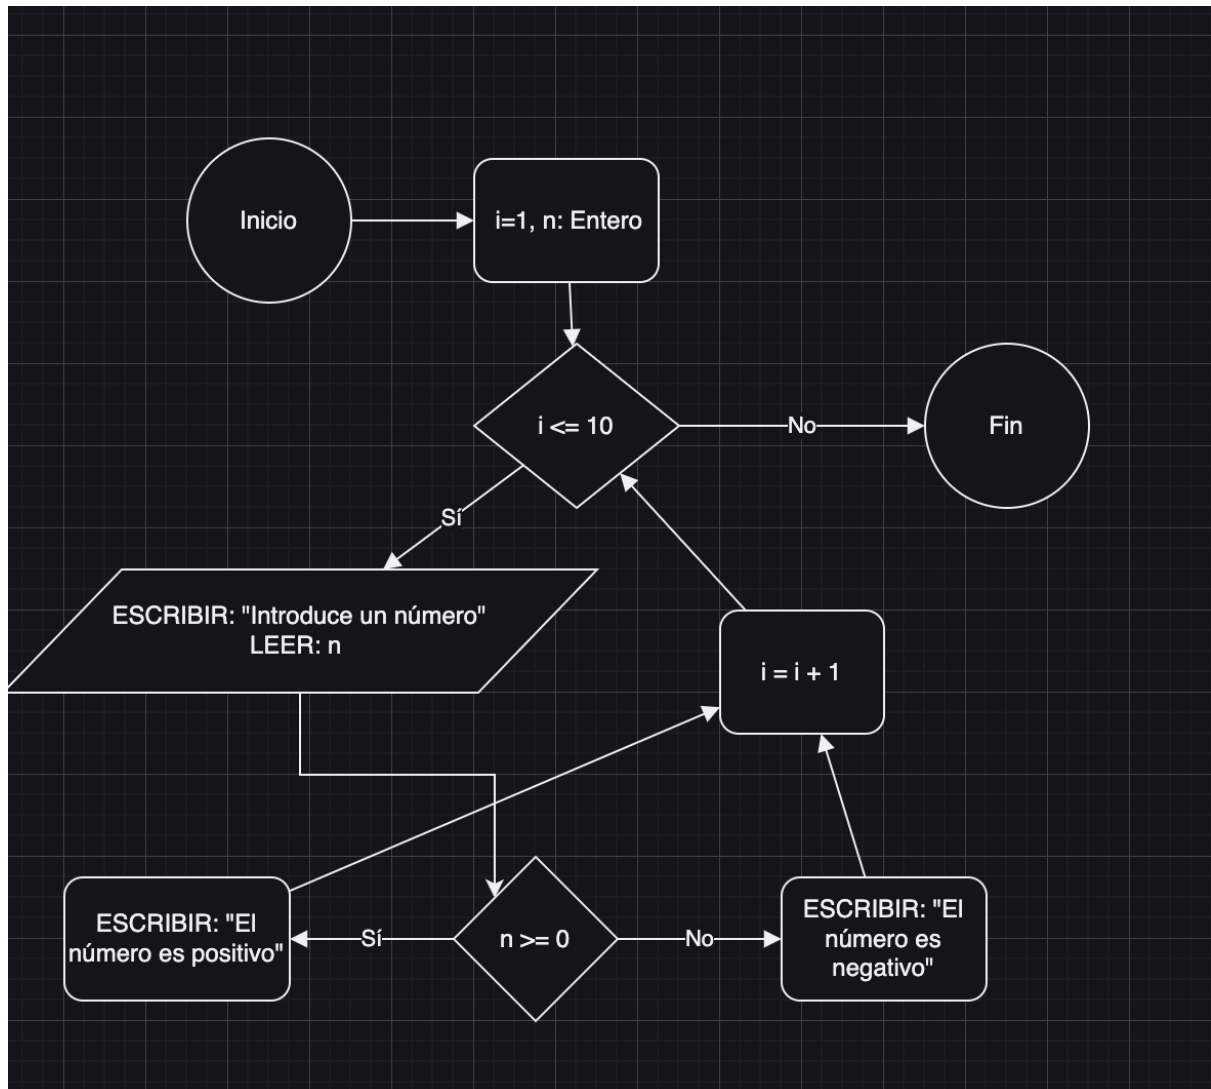 Inicio
i=1, n: Entero
i <= 10
No
Fin
Sí
ESCRIBIR: "Introduce un número"
LEER: n
i = i + 1
ESCRIBIR: "El
número es positivo"
Sí
n >= 0
No
ESCRIBIR: "El
número es
negativo"